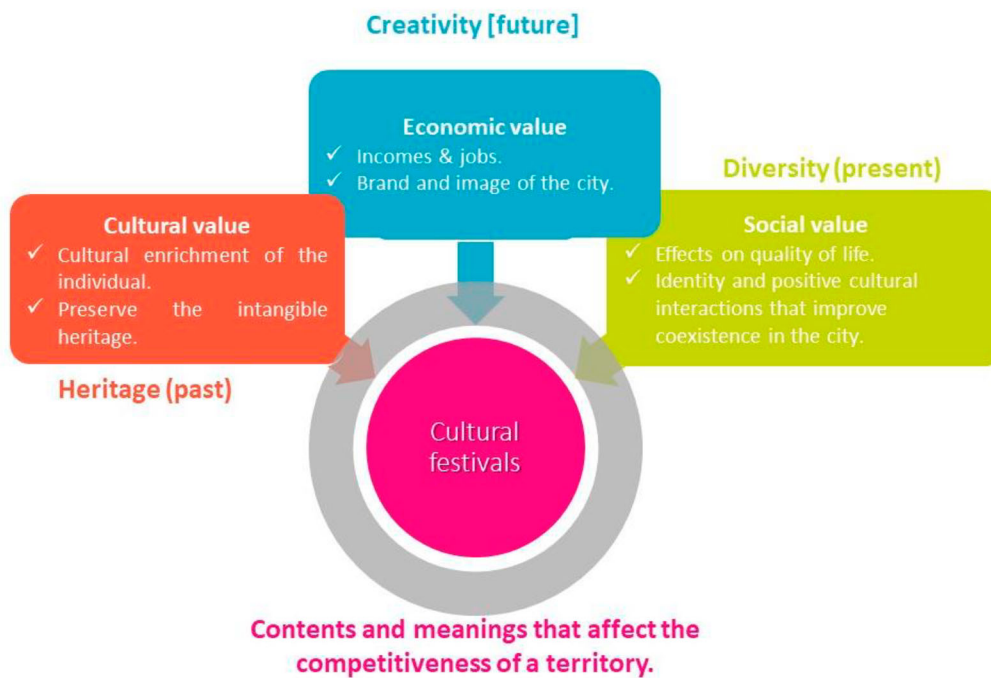 Creativity [future]
Economic value
✓ Incomes & jobs.
✓ Brand and image of the city.
Diversity (present)
Cultural value
✓ Cultural enrichment of the
individual.
✓ Preserve the intangible
heritage.
Social value
✓ Effects on quality of life.
✓ Identity and positive cultural
interactions that improve
coexistence in the city.
Heritage (past)
Cultural
festivals
Contents and meanings that affect the
competitiveness of a territory.